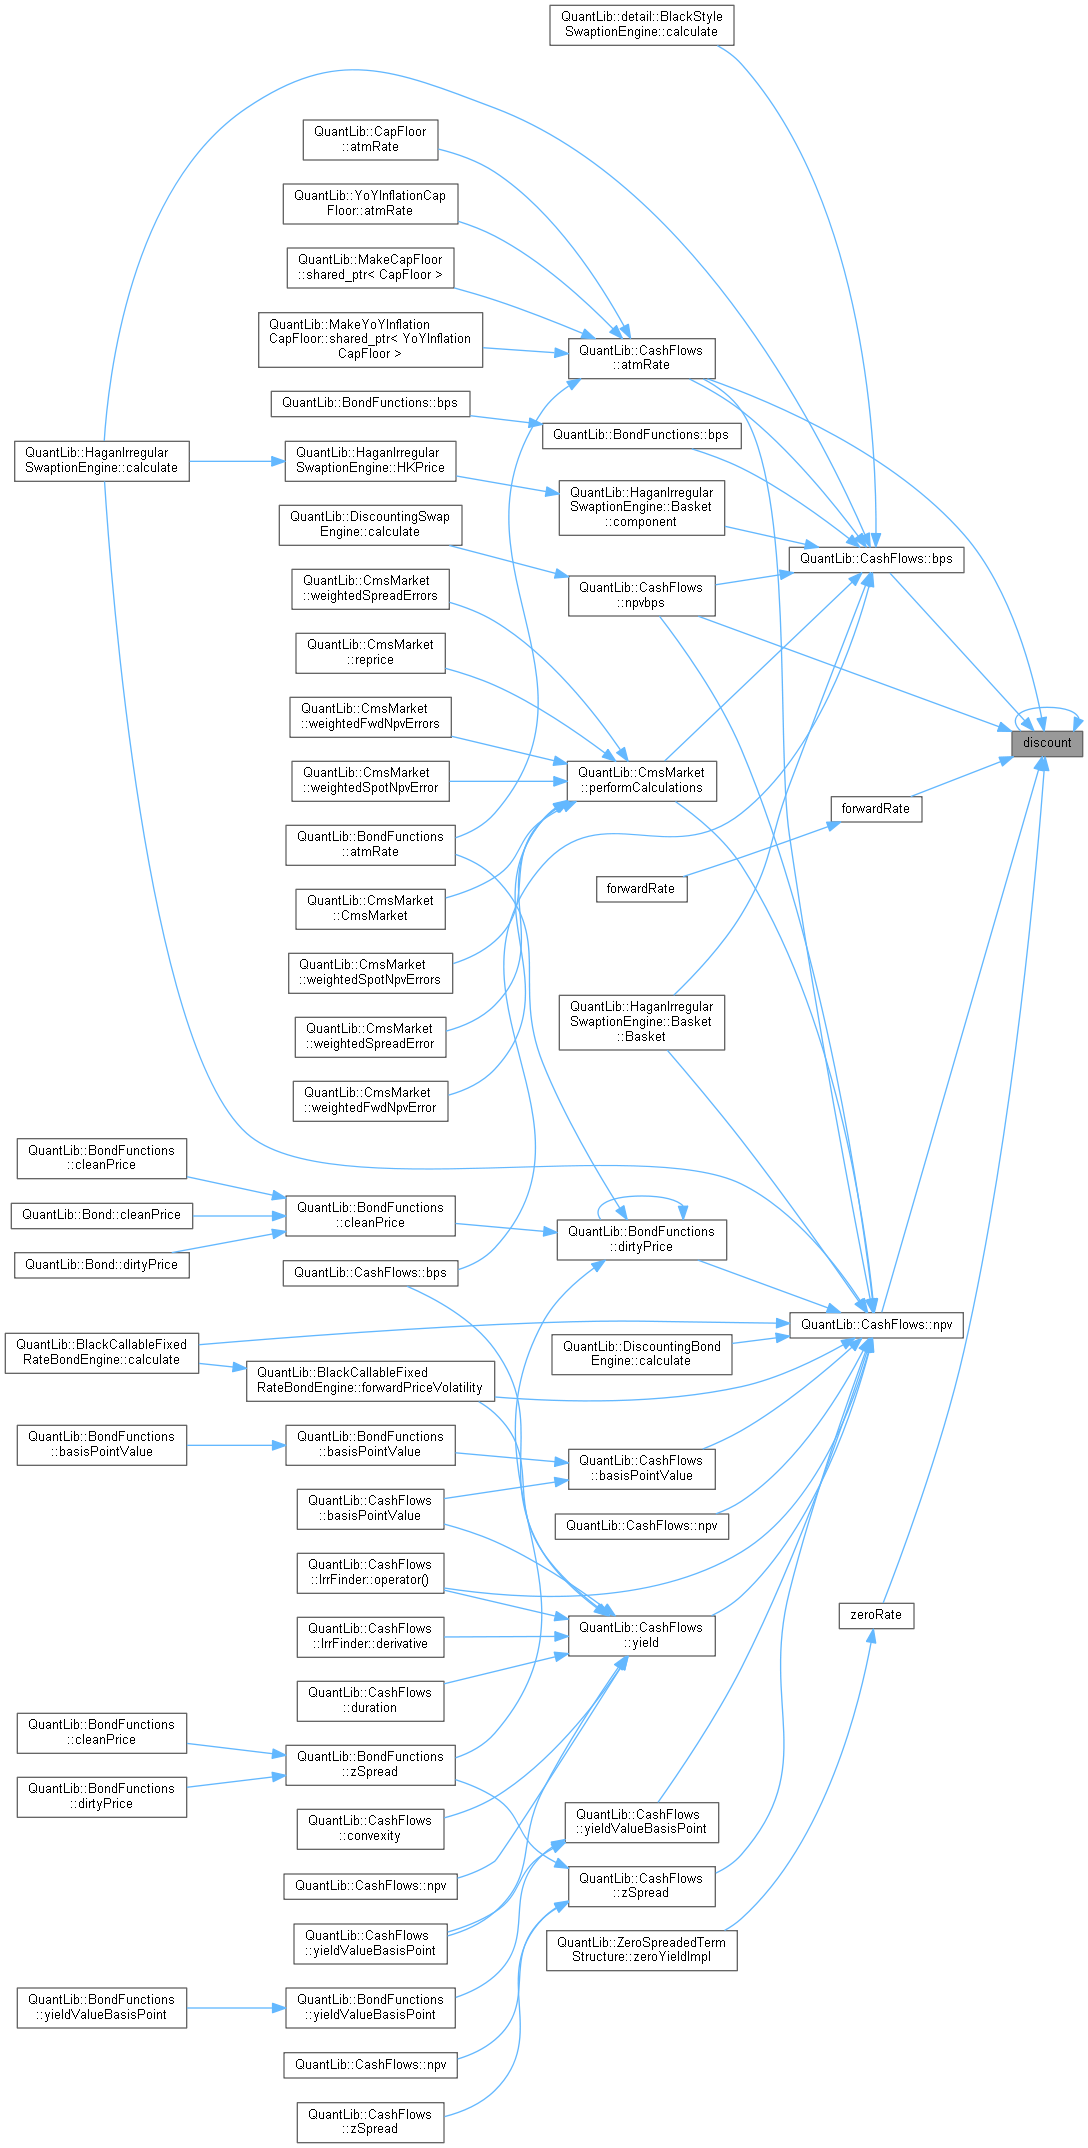 QuantLib::detail::BlackStyle
SwaptionEngine::calculate
QuantLib::CapFloor
::atmRate
QuantLib::YoYInflationCap
Floor::atmRate
QuantLib::MakeCapFloor
::shared_ptr< CapFloor >
QuantLib::MakeYoYInflation
CapFloor::shared_ptr< YoYInflation
CapFloor >
QuantLib::CashFlows
::atmRate
QuantLib::BondFunctions::bps
QuantLib::BondFunctions::bps
QuantLib::HaganIrregular
SwaptionEngine::calculate
QuantLib::HaganIrregular
SwaptionEngine::HKPrice
QuantLib::HaganIrregular
SwaptionEngine::Basket
::component
QuantLib::DiscountingSwap
Engine::calculate
QuantLib::CashFlows::bps
QuantLib::CmsMarket
::weightedSpreadErrors
QuantLib::CashFlows
::npvbps
QuantLib::CmsMarket
::reprice
QuantLib::CmsMarket
::weightedFwdNpvErrors
discount
QuantLib::CmsMarket
::weightedSpotNpvError
QuantLib::CmsMarket
::performCalculations
forwardRate
QuantLib::BondFunctions
::atmRate
forwardRate
QuantLib::CmsMarket
::CmsMarket
QuantLib::CmsMarket
::weightedSpotNpvErrors
QuantLib::HaganIrregular
SwaptionEngine::Basket
::Basket
QuantLib::CmsMarket
::weightedSpreadError
QuantLib::CmsMarket
::weightedFwdNpvError
QuantLib::BondFunctions
::cleanPrice
QuantLib::Bond::cleanPrice
QuantLib::BondFunctions
::cleanPrice
QuantLib::BondFunctions
::dirtyPrice
QuantLib::Bond::dirtyPrice
QuantLib::CashFlows::bps
QuantLib::CashFlows::npv
QuantLib::BlackCallableFixed
RateBondEngine::calculate
QuantLib::DiscountingBond
Engine::calculate
QuantLib::BlackCallableFixed
RateBondEngine::forwardPriceVolatility
QuantLib::BondFunctions
::basisPointValue
QuantLib::BondFunctions
::basisPointValue
QuantLib::CashFlows
::basisPointValue
QuantLib::CashFlows
::basisPointValue
QuantLib::CashFlows::npv
QuantLib::CashFlows
::IrrFinder::operator()
QuantLib::CashFlows
::IrrFinder::derivative
QuantLib::CashFlows
::yield
zeroRate
QuantLib::CashFlows
::duration
QuantLib::BondFunctions
::cleanPrice
QuantLib::BondFunctions
::zSpread
QuantLib::BondFunctions
::dirtyPrice
QuantLib::CashFlows
::convexity
QuantLib::CashFlows
::yieldValueBasisPoint
QuantLib::CashFlows::npv
QuantLib::CashFlows
::zSpread
QuantLib::CashFlows
::yieldValueBasisPoint
QuantLib::ZeroSpreadedTerm
Structure::zeroYieldImpl
QuantLib::BondFunctions
::yieldValueBasisPoint
QuantLib::BondFunctions
::yieldValueBasisPoint
QuantLib::CashFlows::npv
QuantLib::CashFlows
::zSpread